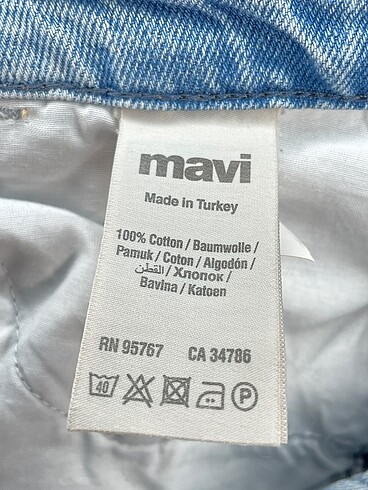 mavi
Made in Turkey
100% Cotton / Baumwolle /
Pamuk / Coton / Algodón /
القطن / Хлопок /
Bavina / Katoen
RN 95767 CA 34786
40 P